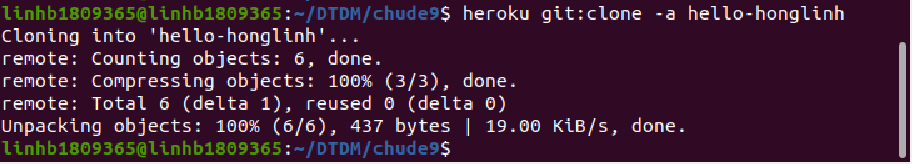 linhb1809365@linhb1809365:~/DTDM/chude9$ heroku git:clone -a hello-honglinh
Cloning into 'hello-honglinh'...
remote: Counting objects: 6, done.
remote: Compressing objects: 100% (3/3), done.
remote: Total 6 (delta 1), reused 0 (delta 0)
Unpacking objects: 100% (6/6), 437 bytes | 19.00 KiB/s, done.
linhb1809365@linhb1809365:~/DTDM/chude9$